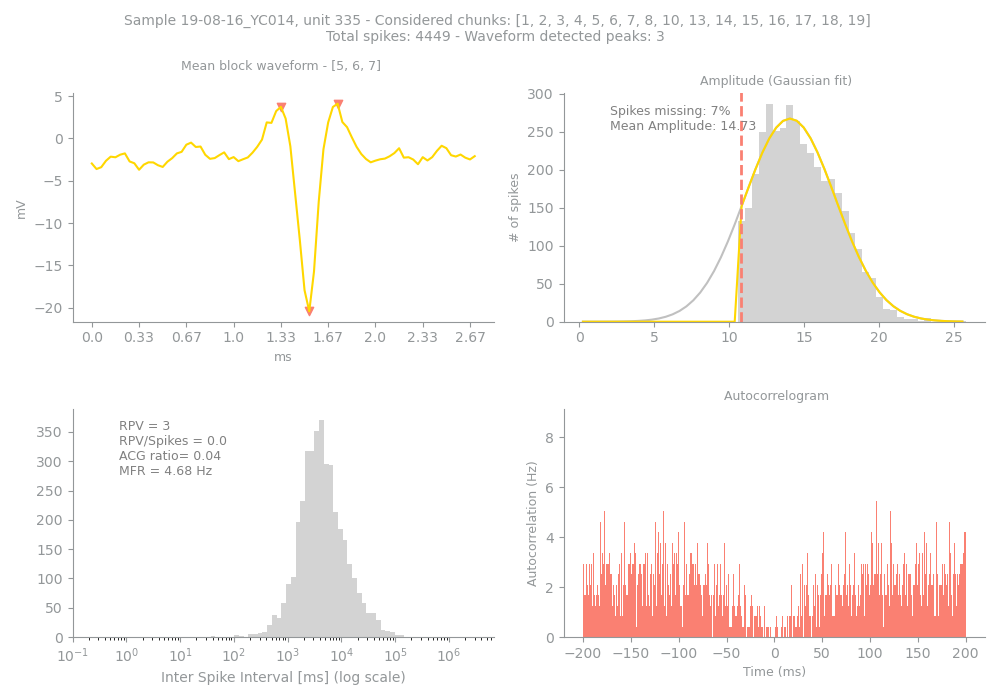 Sample 19-08-16_YC014, unit 335 - Considered chunks: [1, 2, 3, 4, 5, 6, 7, 8, 10, 13, 14, 15, 16, 17, 18, 19]
Total spikes: 4449 - Waveform detected peaks: 3
Mean block waveform - [5, 6, 7]
5
0
−5
−10
−15
−20
mV
0.0 0.33 0.67 1.0 1.33 1.67 2.0 2.33 2.67
ms
Amplitude (Gaussian fit)
Spikes missing: 7%
Mean Amplitude: 14.73
300
250
200
150
100
50
0
# of spikes
0 5 10 15 20 25
RPV = 3
RPV/Spikes = 0.0
ACG ratio= 0.04
MFR = 4.68 Hz
350
300
250
200
150
100
50
0
10⁻¹ 10⁰ 10¹ 10² 10³ 10⁴ 10⁵ 10⁶
Inter Spike Interval [ms] (log scale)
Autocorrelogram
8
6
4
2
0
Autocorrelation (Hz)
−200 −150 −100 −50 0 50 100 150 200
Time (ms)